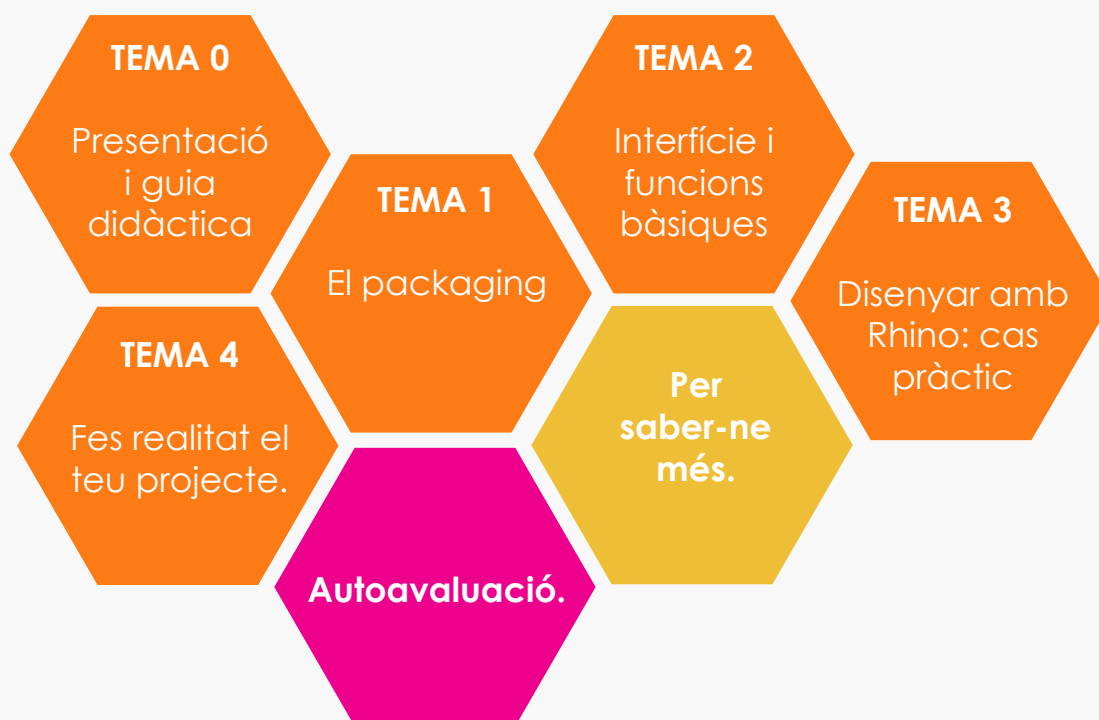 TEMA 0
Presentació
i guia
didàctica
TEMA 1
El packaging
TEMA 2
Interfície i
funcions
bàsiques
TEMA 3
Disenyar amb
Rhino: cas
pràctic
TEMA 4
Fes realitat el
teu projecte.
Per
saber-ne
més.
Autoavaluació.